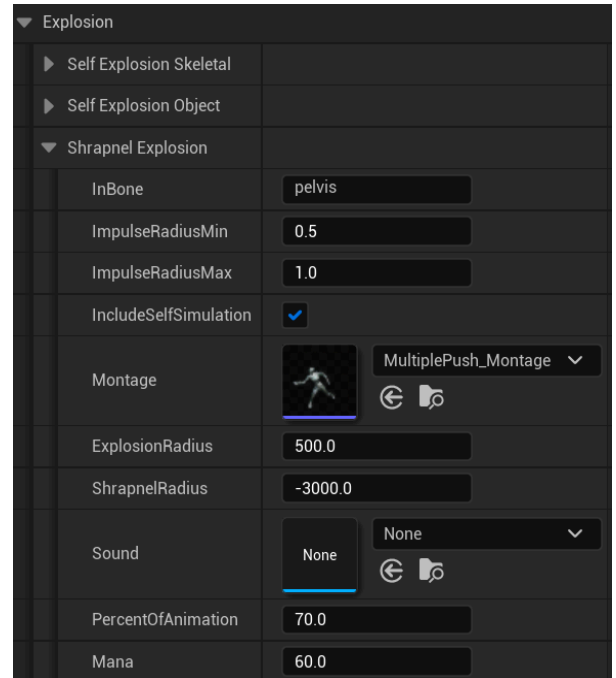 Explosion
Self Explosion Skeletal
Self Explosion Object
Shrapnel Explosion
InBone pelvis
ImpulseRadiusMin 0.5
ImpulseRadiusMax 1.0
IncludeSelfSimulation
Montage MultiplePush_Montage
ExplosionRadius 500.0
ShrapnelRadius -3000.0
Sound None None
PercentOfAnimation 70.0
Mana 60.0